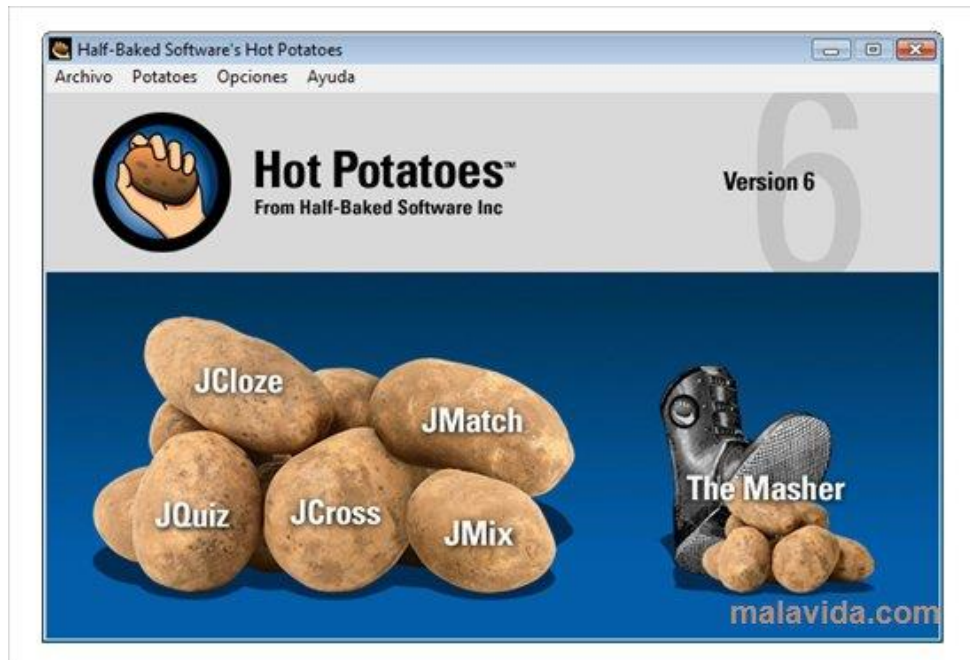 Half-Baked Software's Hot Potatoes
Archivo Potatoes Opciones Ayuda
Hot Potatoes™
From Half-Baked Software Inc
Version 6
6
JCloze
JMatch
JQuiz
JCross
JMix
The Masher
malavida.com